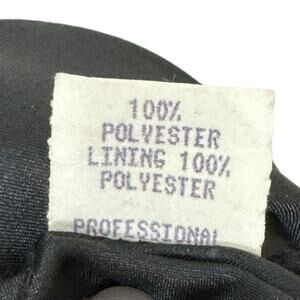 100%
POLYESTER
LINING 100%
POLYESTER
PROFESSIONAL